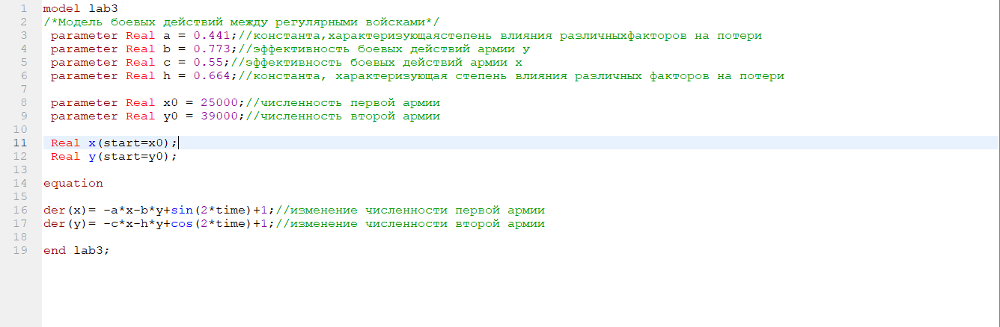 1 model lab3
2 /*Модель боевых действий между регулярными войсками*/
3 parameter Real a = 0.441;//константа,характеризующаястепень влияния различныхфакторов на потери
4 parameter Real b = 0.773;//эффективность боевых действий армии у
5 parameter Real c = 0.55;//эффективность боевых действий армии х
6 parameter Real h = 0.664;//константа, характеризующая степень влияния различных факторов на потери
7
8 parameter Real x0 = 25000;//численность первой армии
9 parameter Real y0 = 39000;//численность второй армии
10
11 Real x(start=x0);
12 Real y(start=y0);
13
14 equation
15
16 der(x)= -a*x-b*y+sin(2*time)+1;//изменение численности первой армии
17 der(y)= -c*x-h*y+cos(2*time)+1;//изменение численности второй армии
18
19 end lab3;